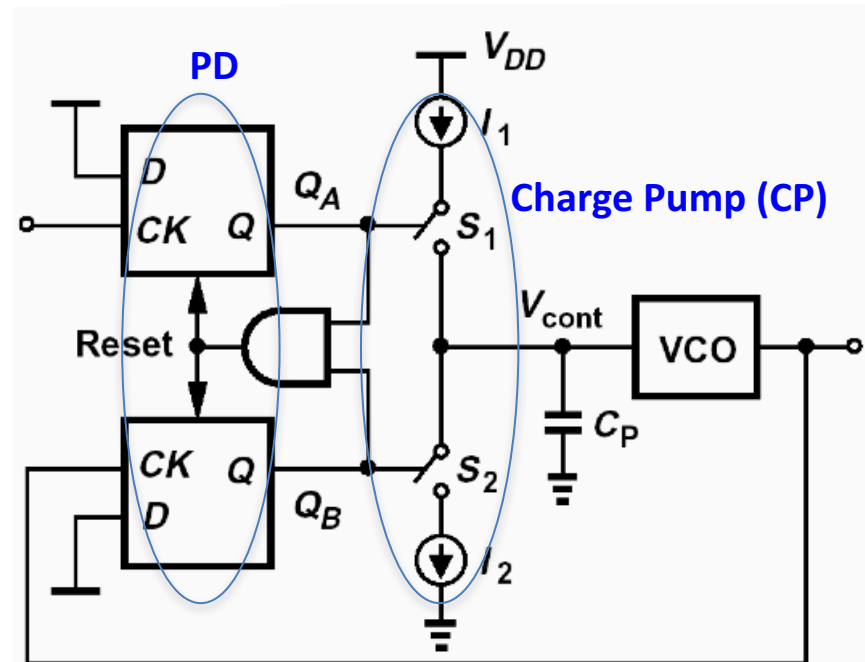 PD
V_DD
I_1
D
Q_A
Charge Pump (CP)
CK
Q
S_1
V_cont
Reset
VCO
C_P
CK
Q
S_2
D
Q_B
I_2